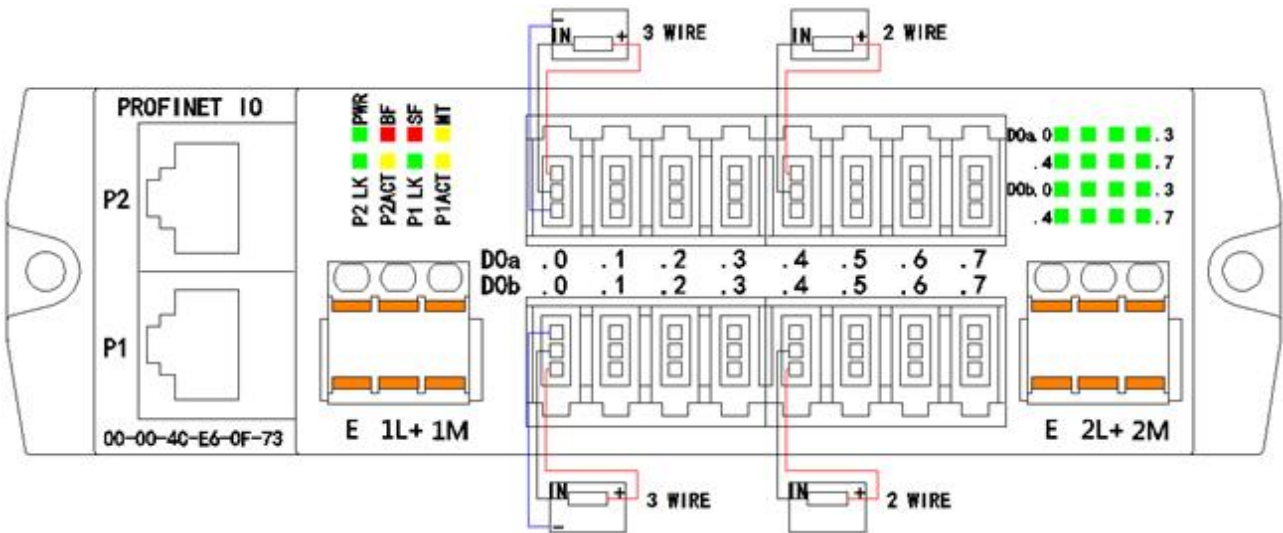 IN + 3 WIRE
-
IN + 2 WIRE
PROFINET IO
PWR
BF
SF
MT
P2 LK
P2ACT
P1 LK
P1ACT
P2
P1
00-00-4C-E6-0F-73
DOa .0 .1 .2 .3 .4 .5 .6 .7
DOb .0 .1 .2 .3 .4 .5 .6 .7
DOa.0 .3
.4 .7
DOb.0 .3
.4 .7
E 1L+ 1M
E 2L+ 2M
IN + 3 WIRE
-
IN + 2 WIRE